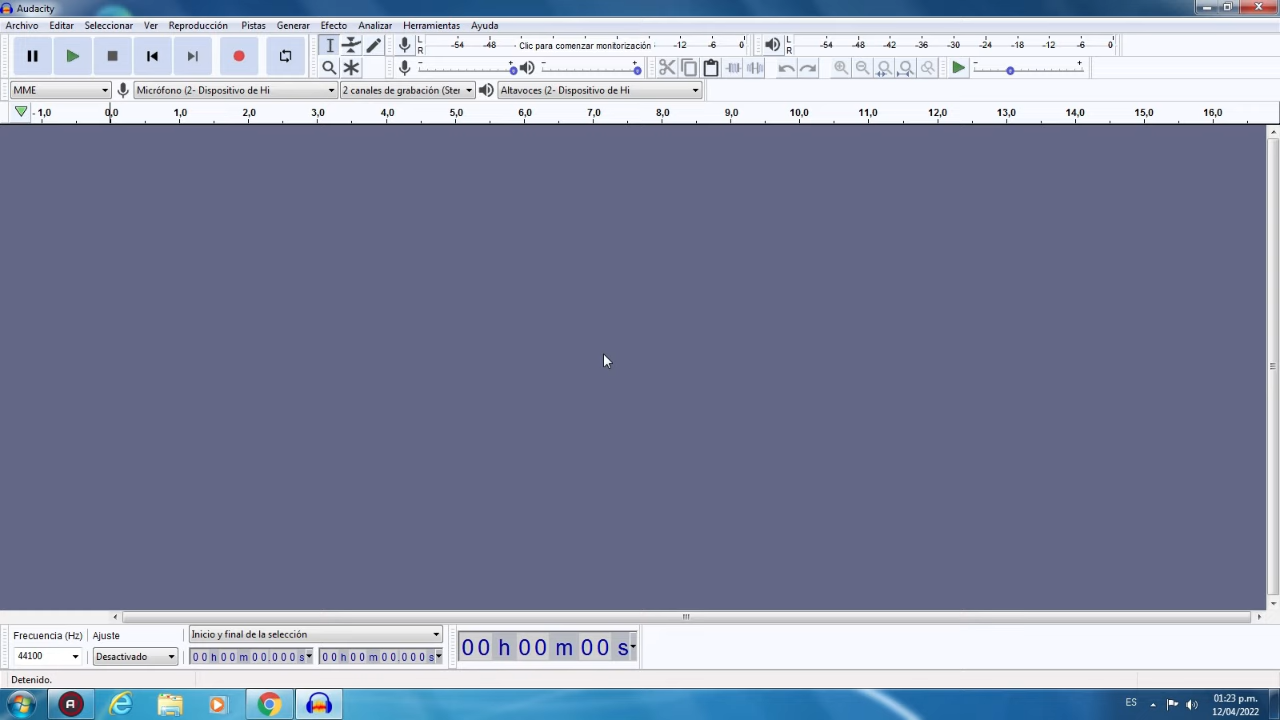 Audacity
Archivo Editar Seleccionar Ver Reproducción Pistas Generar Efecto Analizar Herramientas Ayuda
L -54 -48 Clic para comenzar monitorización -12 -6 0 L 54 -48 -42 -36 -30 -24 -18 -12 0
R R
- + - + - +
MME Micrófono (2- Dispositivo de Hi 2 canales de grabación (Ster Altavoces (2- Dispositivo de Hi
- 1,0 0,0 1,0 2,0 3,0 4,0 5,0 6,0 7,0 8,0 9,0 10,0 11,0 12,0 13,0 14,0 15,0 16,0
Frecuencia (Hz) Ajuste Inicio y final de la selección
44100 Desactivado 00 h 00 m 00,000 s 00 h 00 m 00,000 s 00 h 00 m 00 s
Detenido.
ES 01:23 p.m.
12/04/2022